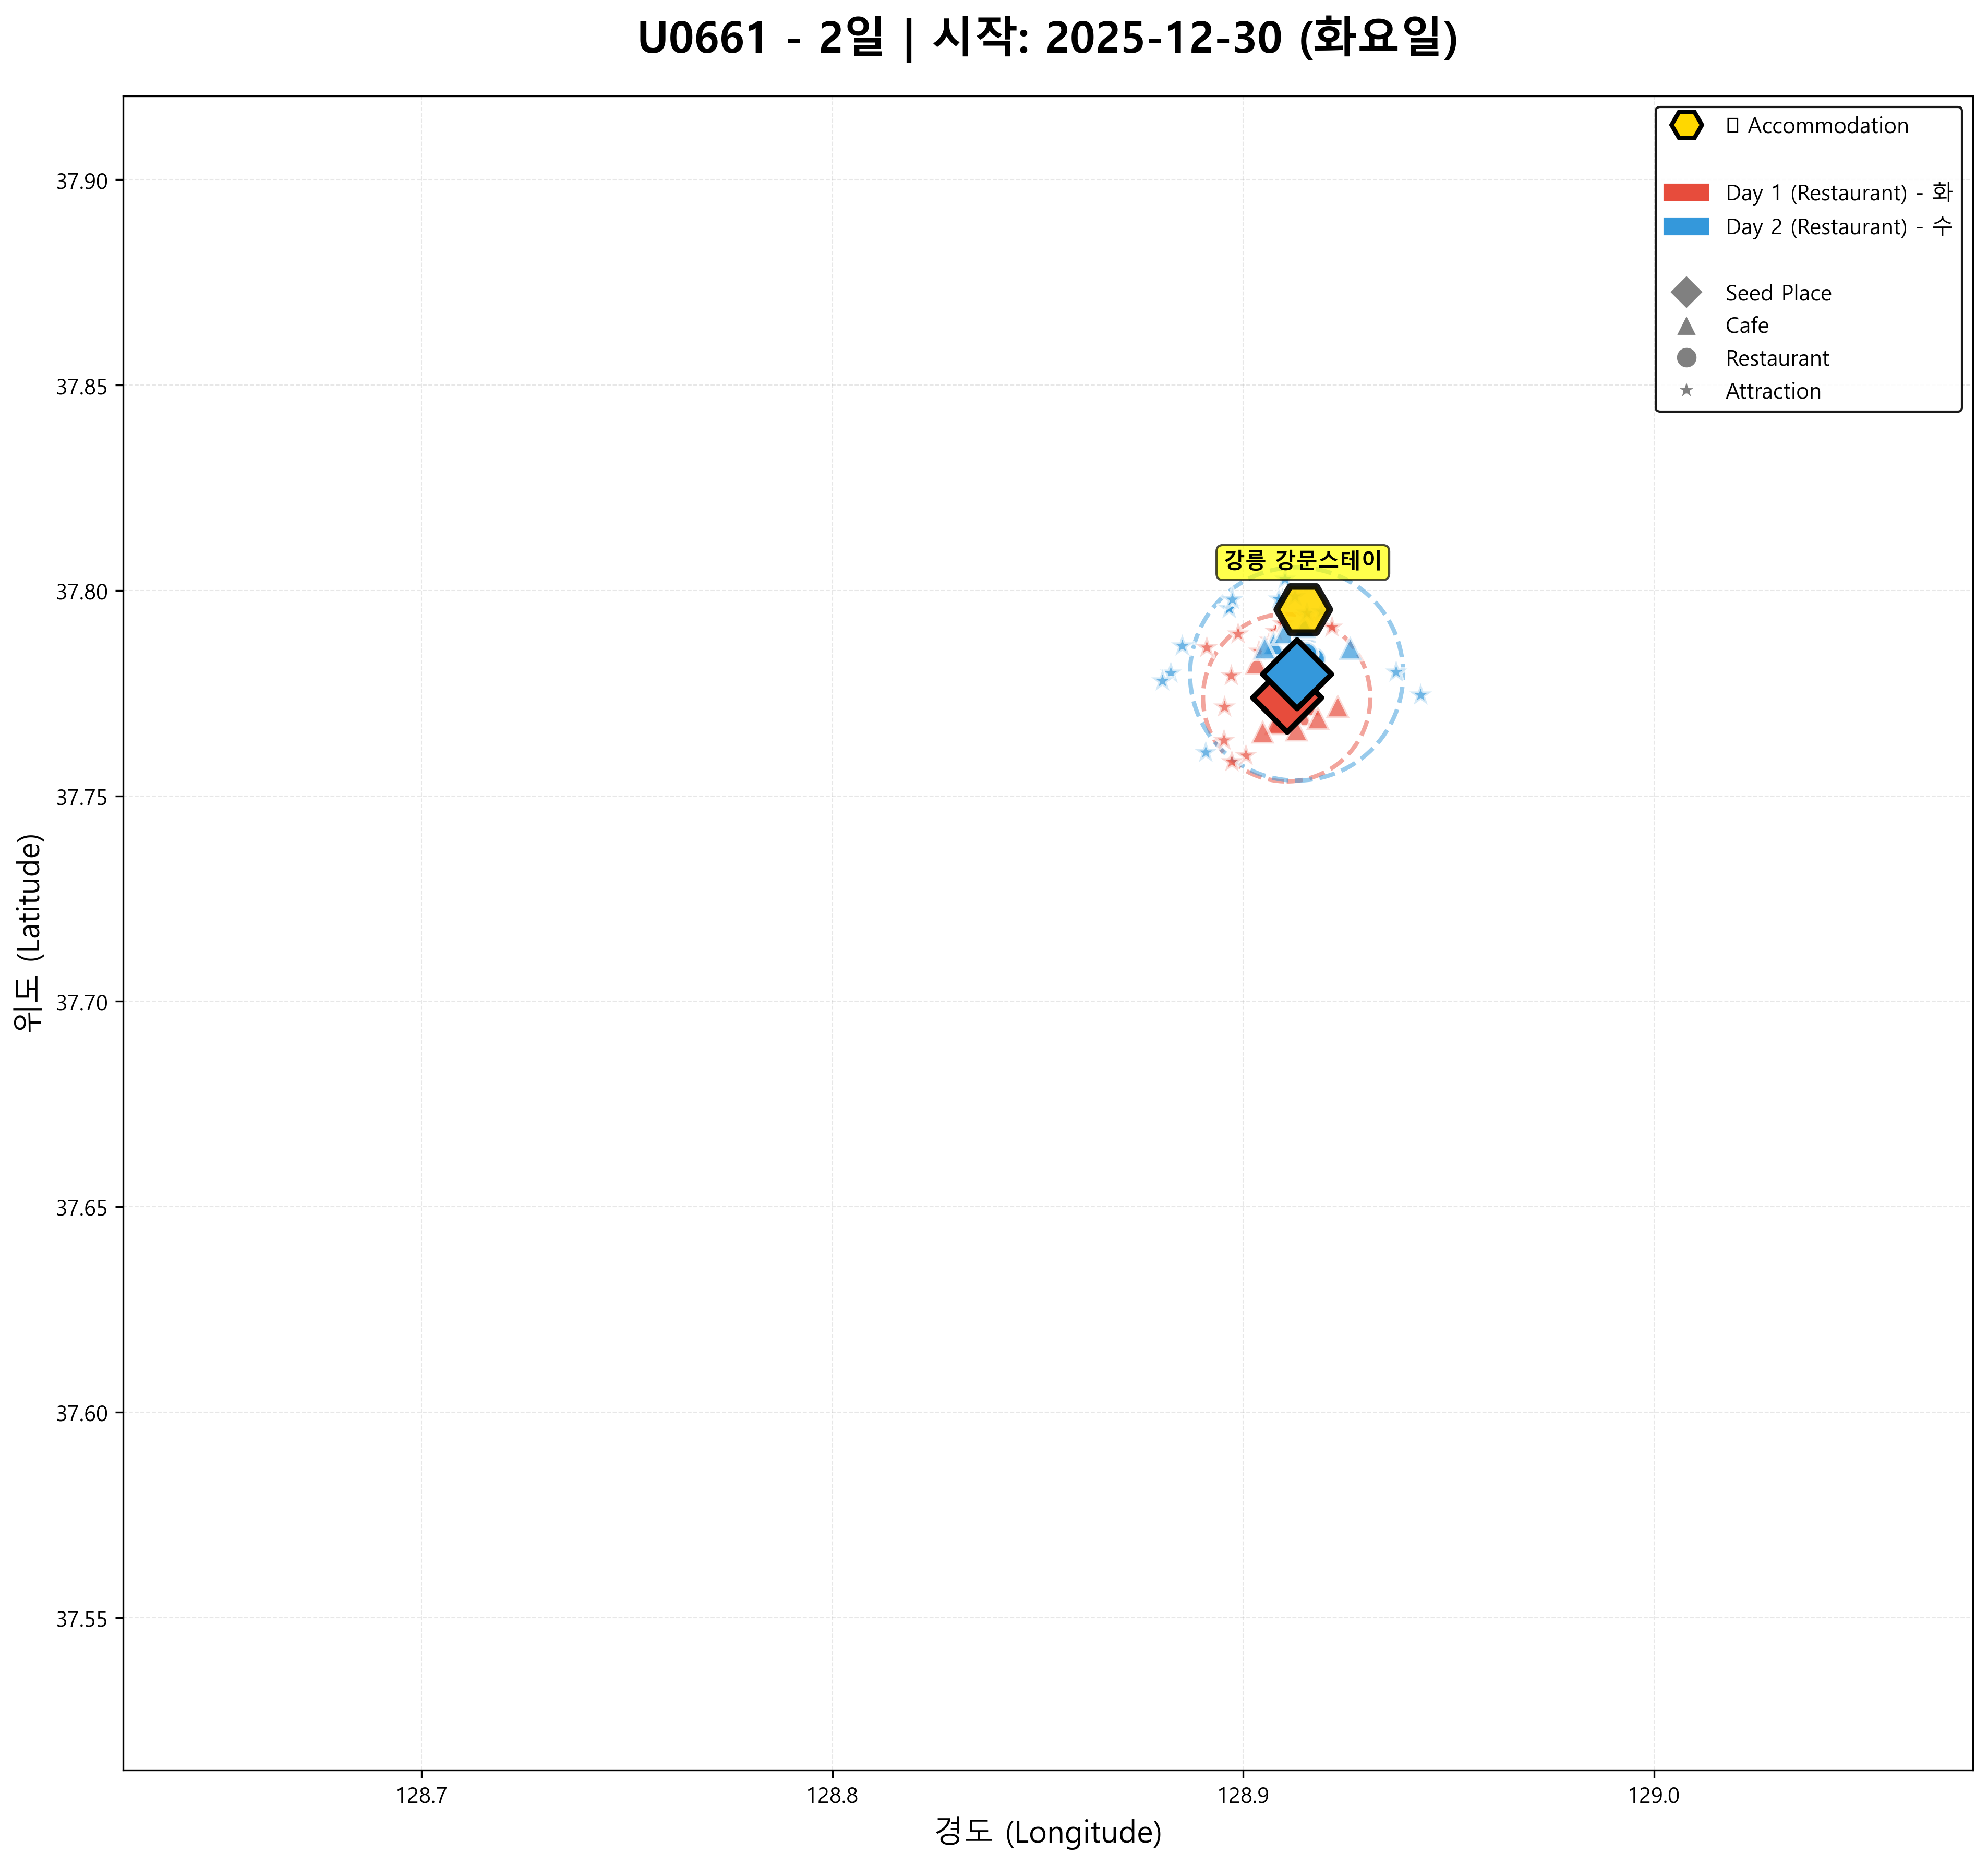 U0661 - 2일 | 시작: 2025-12-30 (화요일)
Accommodation
Day 1 (Restaurant) - 화
Day 2 (Restaurant) - 수
Seed Place
Cafe
Restaurant
Attraction
강릉 강문스테이
37.90
37.85
37.80
37.75
37.70
37.65
37.60
37.55
위도 (Latitude)
128.7
128.8
128.9
129.0
경도 (Longitude)